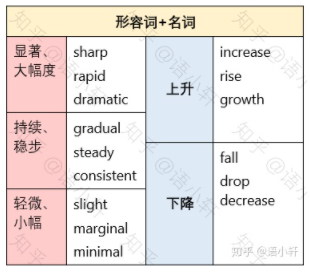 形容词+名词
显著、
大幅度
sharp
rapid
dramatic
持续、
稳步
gradual
steady
consistent
轻微、
小幅
slight
marginal
minimal
上升
increase
rise
growth
下降
fall
drop
decrease
知乎 @语小轩